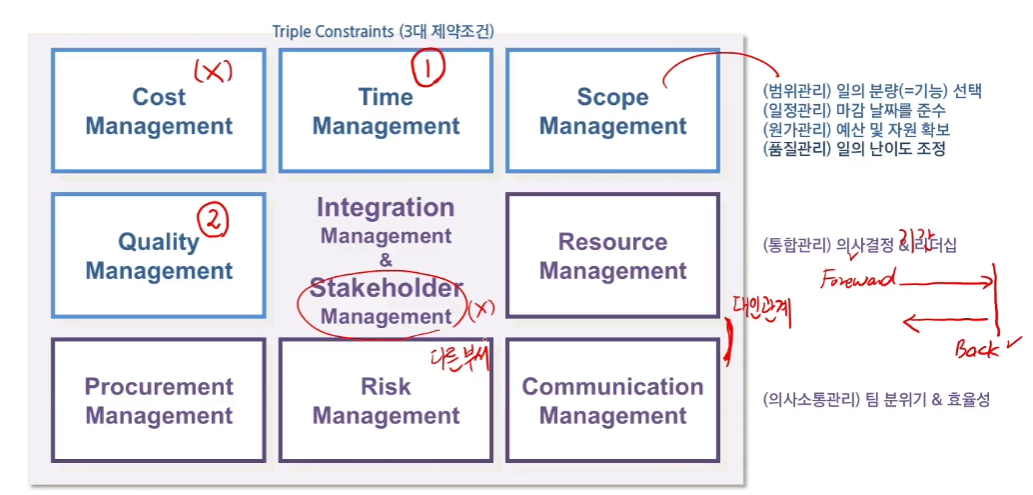 Triple Constraints (3대 제약조건)
(X)
Cost
Management
1
Time
Management
Scope
Management
(범위관리) 일의 분량(=기능) 선택
(일정관리) 마감 날짜를 준수
(원가관리) 예산 및 자원 확보
(품질관리) 일의 난이도 조정
2
Quality
Management
Integration
Management
&
Stakeholder
Management
(X)
다른부서
Resource
Management
대인관계
(통합관리) 의사결정 & 리더십
기간
Foreward
Back
Procurement
Management
Risk
Management
Communication
Management
(의사소통관리) 팀 분위기 & 효율성